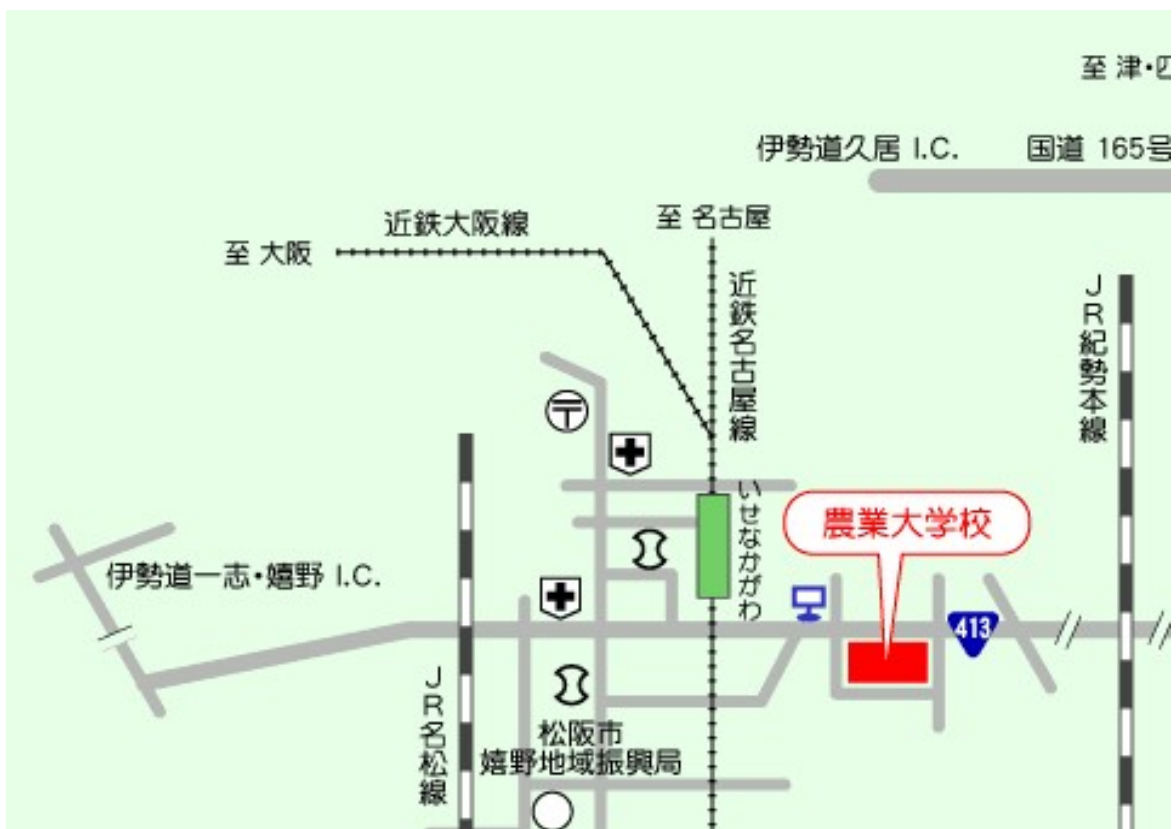 至 津・四
伊勢道久居 I.C.
国道 165号
至 名古屋
近鉄大阪線
至 大阪
近鉄名古屋線
JR紀勢本線
〒
いせなかがわ
農業大学校
伊勢道一志・嬉野 I.C.
413
JR名松線
松阪市
嬉野地域振興局